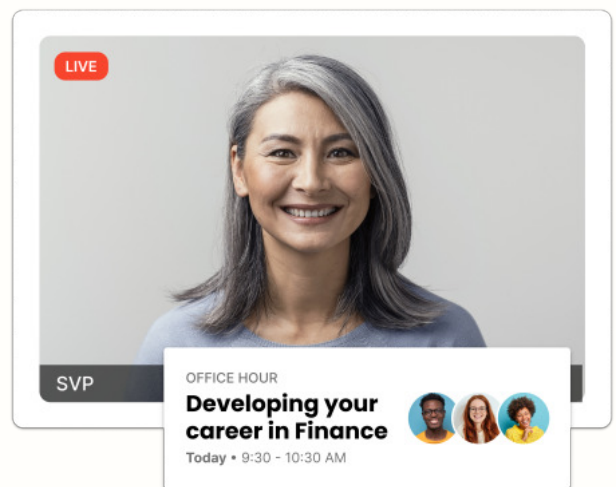 LIVE
SVP
OFFICE HOUR
Developing your
career in Finance
Today • 9:30 - 10:30 AM